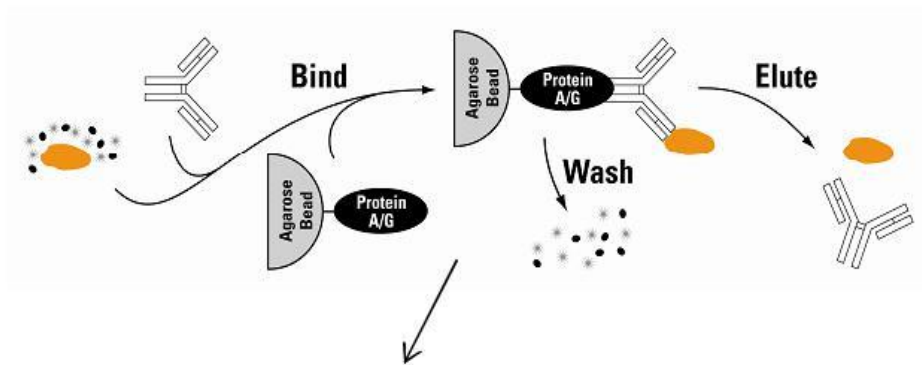 Bind
Agarose
Bead
Protein
A/G
Elute
Wash
Agarose
Bead
Protein
A/G